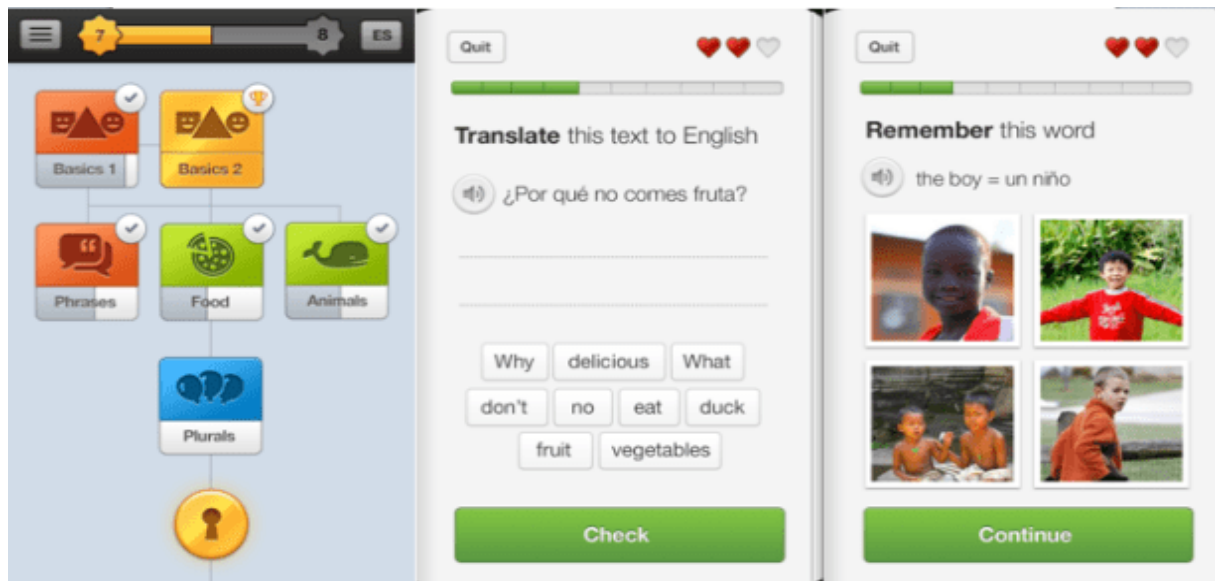 7 8 ES
Basics 1 Basics 2
Phrases Food Animals
Plurals
Quit
Translate this text to English
¿Por qué no comes fruta?
Why delicious What
don't no eat duck
fruit vegetables
Check
Quit
Remember this word
the boy = un niño
Continue